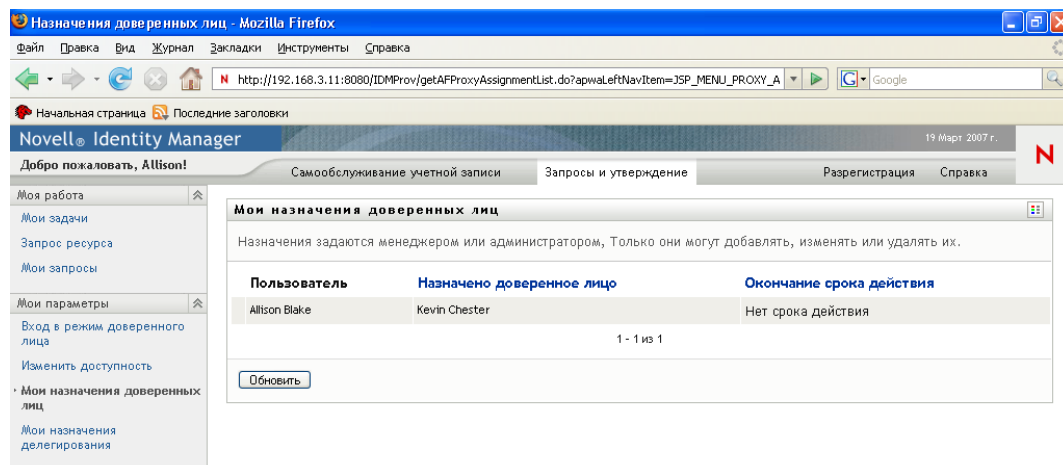 Назначения доверенных лиц - Mozilla Firefox
Файл Правка Вид Журнал Закладки Инструменты Справка
N http://192.168.3.11:8080/IDMProv/getAFProxyAssignmentList.do?apwaLeftNavItem=JSP_MENU_PROXY_A G Google
Начальная страница Последние заголовки
Novell® Identity Manager
19 Март 2007 г.
N
Добро пожаловать, Allison!
Самообслуживание учетной записи Запросы и утверждение Разрегистрация Справка
Моя работа
Мои задачи
Запрос ресурса
Мои запросы
Мои параметры
Вход в режим доверенного
лица
Изменить доступность
Мои назначения доверенных
лиц
Мои назначения
делегирования
Мои назначения доверенных лиц
Назначения задаются менеджером или администратором, Только они могут добавлять, изменять или удалять их.
Пользователь Назначено доверенное лицо Окончание срока действия
Allison Blake Kevin Chester Нет срока действия
1 - 1 из 1
Обновить